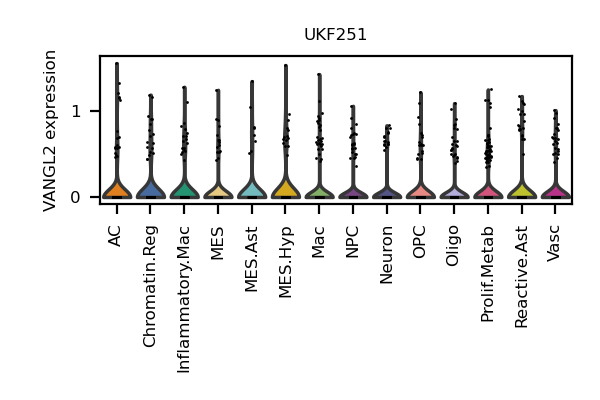 UKF251
VANGL2 expression
1
0
AC
Chromatin.Reg
Inflammatory.Mac
MES
MES.Ast
MES.Hyp
Mac
NPC
Neuron
OPC
Oligo
Prolif.Metab
Reactive.Ast
Vasc